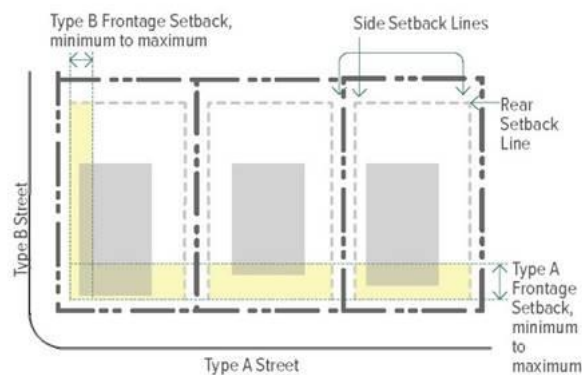 Type B Frontage Setback,
minimum to maximum
Side Setback Lines
Rear
Setback
Line
Type B Street
Type A
Frontage
Setback,
minimum
to
maximum
Type A Street